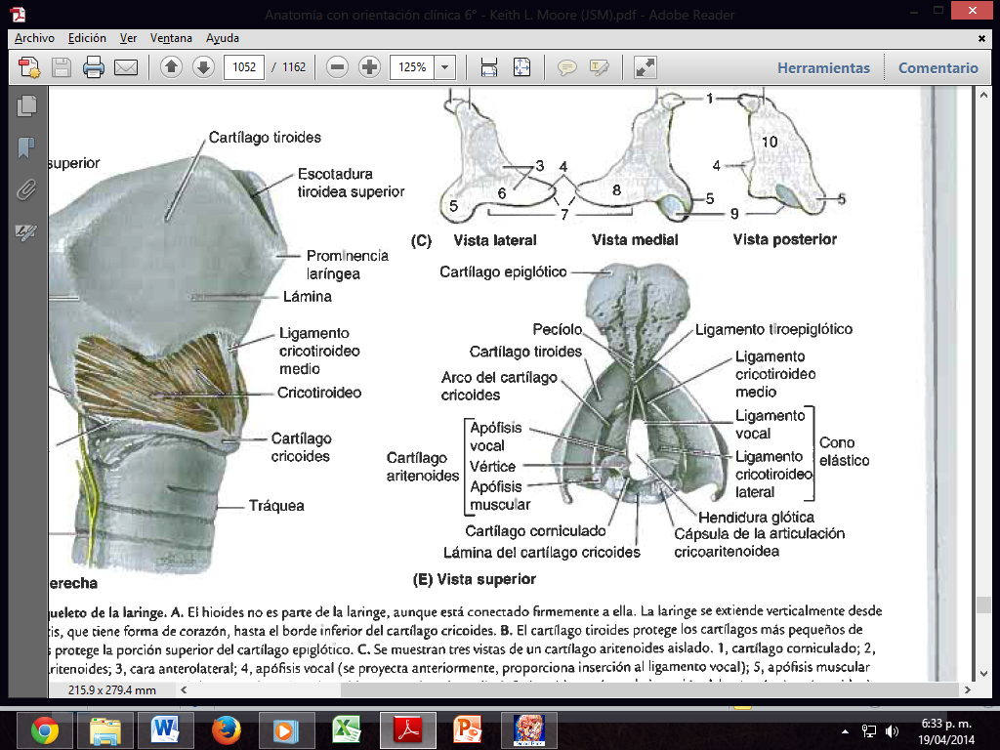 Anatomía con orientación clínica 6° - Keith L. Moore (JSM).pdf - Adobe Reader
Archivo Edición Ver Ventana Ayuda
1052 / 1162 125% Herramientas Comentario
superior
Cartílago tiroides
Escotadura
tiroidea superior
Prominencia
laríngea
Lámina
Ligamento
cricotiroideo
medio
Cricotiroideo
Cartílago
cricoides
Tráquea
erecha
1
10
3 4
4
6
8
5
5
5
7
9
(C) Vista lateral Vista medial Vista posterior
Cartílago epiglótico
Pecíolo
Cartílago tiroides
Arco del cartílago
cricoides
Cartílago
aritenoides
Apófisis
vocal
Vértice
Apófisis
muscular
Cartílago corniculado
Lámina del cartílago cricoides
Ligamento tiroepiglótico
Ligamento
cricotiroideo
medio
Ligamento
vocal
Ligamento
cricotiroideo
lateral
Cono
elástico
Hendidura glótica
Cápsula de la articulación
cricoaritenoidea
(E) Vista superior
queleto de la laringe. A. El hioides no es parte de la laringe, aunque está conectado firmemente a ella. La laringe se extiende verticalmente desde
is, que tiene forma de corazón, hasta el borde inferior del cartílago cricoides. B. El cartílago tiroides protege los cartílagos más pequeños de
s protege la porción superior del cartílago epiglótico. C. Se muestran tres vistas de un cartílago aritenoides aislado. 1, cartílago corniculado; 2,
aritenoides; 3, cara anterolateral; 4, apófisis vocal (se proyecta anteriormente, proporciona inserción al ligamento vocal); 5, apófisis muscular
215.9 x 279.4 mm
6:33 p. m.
19/04/2014